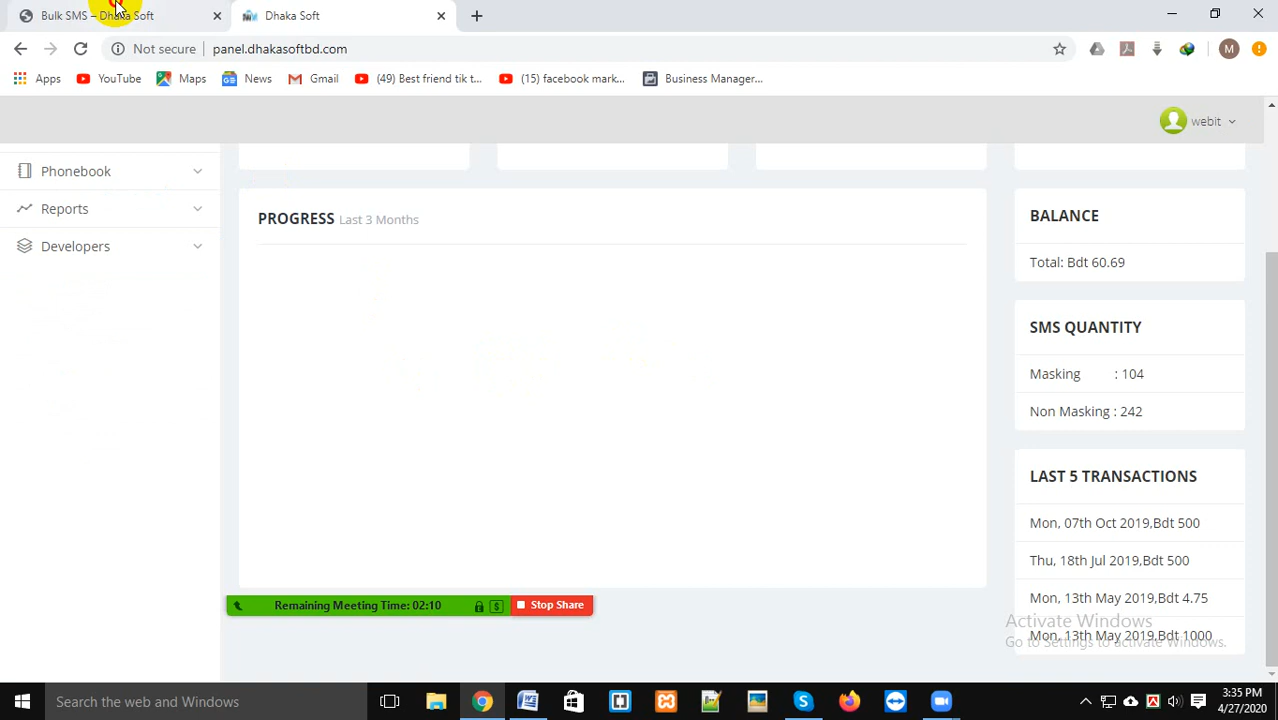 Bulk SMS – Dhaka Soft
Dhaka Soft
Not secure
panel.dhakasoftbd.com
M
Apps
YouTube
Maps
News
Gmail
(49) Best friend tik t...
(15) facebook mark...
Business Manager...
webit
Phonebook
Reports
Developers
PROGRESS Last 3 Months
BALANCE
Total: Bdt 60.69
SMS QUANTITY
Masking : 104
Non Masking : 242
LAST 5 TRANSACTIONS
Mon, 07th Oct 2019,Bdt 500
Thu, 18th Jul 2019,Bdt 500
Mon, 13th May 2019,Bdt 4.75
Mon, 13th May 2019,Bdt 1000
Activate Windows
Go to Settings to activate Windows.
Remaining Meeting Time: 02:10
Stop Share
Search the web and Windows
3:35 PM
4/27/2020